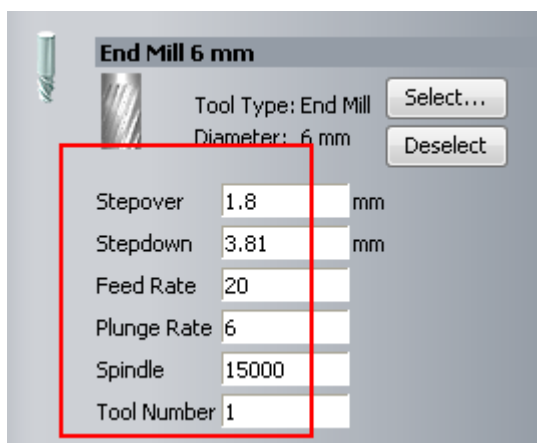 End Mill 6 mm
Tool Type: End Mill
Select...
Diameter: 6 mm
Deselect
Stepover 1.8 mm
Stepdown 3.81 mm
Feed Rate 20
Plunge Rate 6
Spindle 15000
Tool Number 1